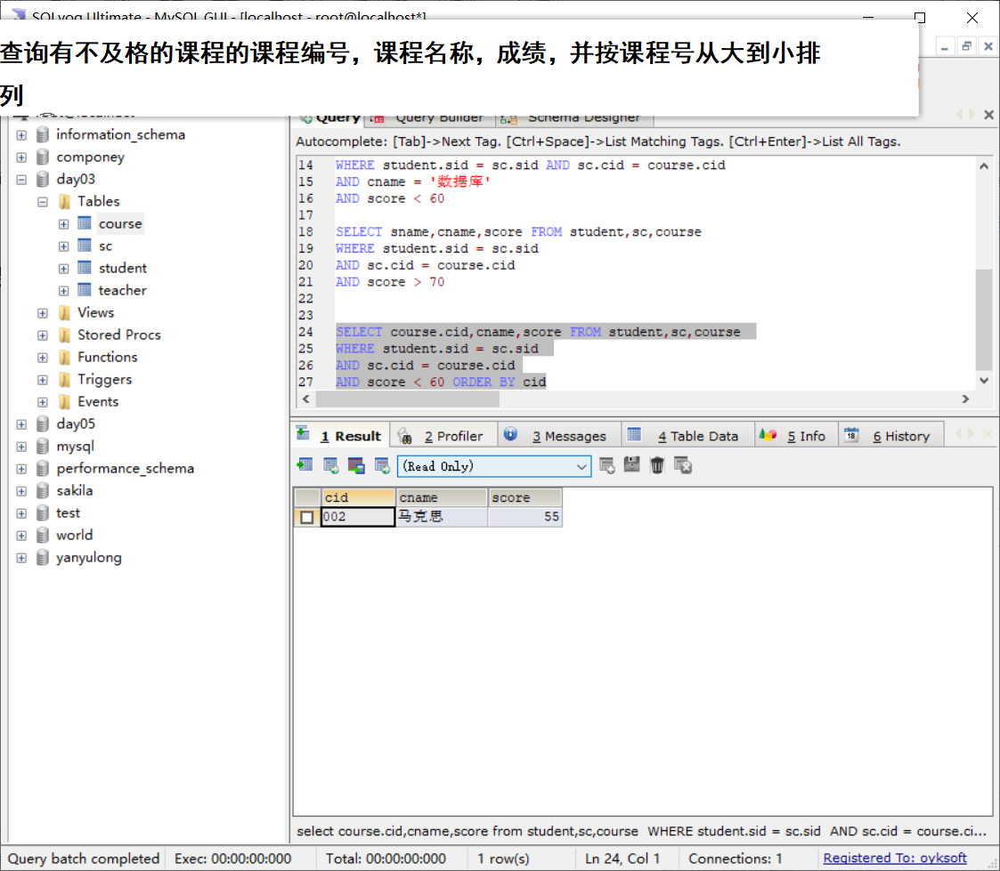 SQLyog Ultimate - MySQL GUI - [localhost - root@localhost*]
查询有不及格的课程的课程编号，课程名称，成绩，并按课程号从大到小排
列
root@localhost
information_schema
componey
day03
Tables
course
sc
student
teacher
Views
Stored Procs
Functions
Triggers
Events
day05
mysql
performance_schema
sakila
test
world
yanyulong
Query Query Builder Schema Designer
Autocomplete: [Tab]->Next Tag. [Ctrl+Space]->List Matching Tags. [Ctrl+Enter]->List All Tags.
14 WHERE student.sid = sc.sid AND sc.cid = course.cid
15 AND cname = '数据库'
16 AND score < 60
17
18 SELECT sname,cname,score FROM student,sc,course
19 WHERE student.sid = sc.sid
20 AND sc.cid = course.cid
21 AND score > 70
22
23
24 SELECT course.cid,cname,score FROM student,sc,course
25 WHERE student.sid = sc.sid
26 AND sc.cid = course.cid
27 AND score < 60 ORDER BY cid
1 Result 2 Profiler 3 Messages 4 Table Data 5 Info 18 6 History
(Read Only)
cid cname score
002 马克思 55
select course.cid,cname,score from student,sc,course WHERE student.sid = sc.sid AND sc.cid = course.ci...
Query batch completed Exec: 00:00:00:000 Total: 00:00:00:000 1 row(s) Ln 24, Col 1 Connections: 1 Registered To: oyksoft